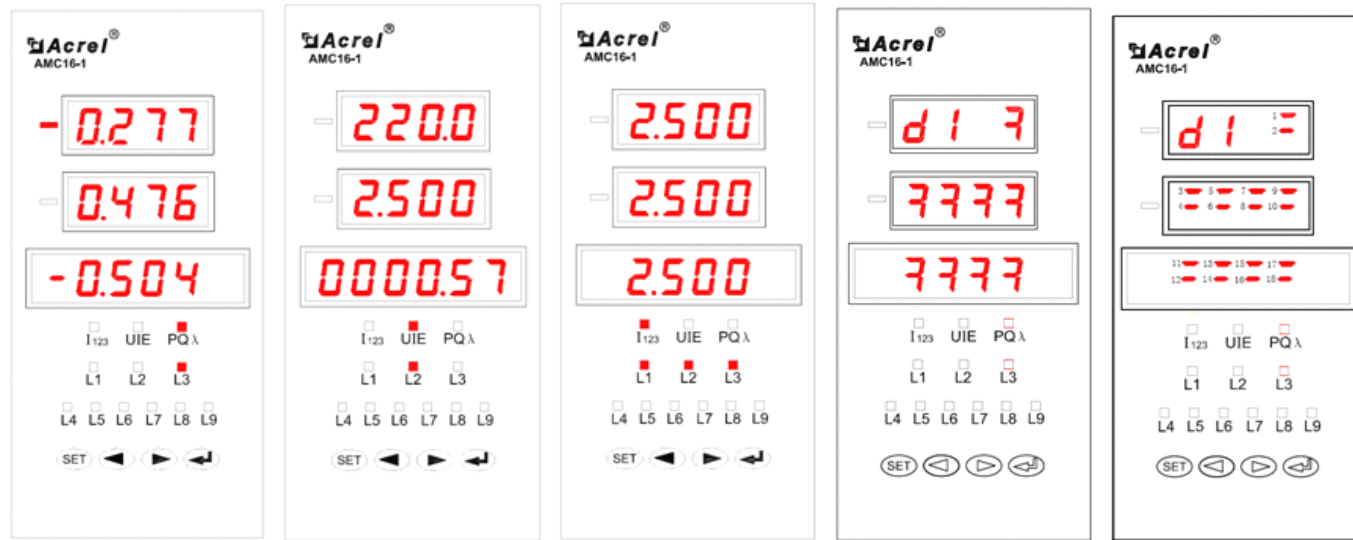 Acrel®
AMC16-1
-0.277
0.476
-0.504
I123 UIE PQλ
L1 L2 L3
L4 L5 L6 L7 L8 L9
SET
Acrel®
AMC16-1
220.0
2.500
0000.57
I123 UIE PQλ
L1 L2 L3
L4 L5 L6 L7 L8 L9
SET
Acrel®
AMC16-1
2.500
2.500
2.500
I123 UIE PQλ
L1 L2 L3
L4 L5 L6 L7 L8 L9
SET
Acrel®
AMC16-1
d1
I123 UIE PQλ
L1 L2 L3
L4 L5 L6 L7 L8 L9
SET
Acrel®
AMC16-1
d1 1
2
3 5 7 9
4 6 8 10
11 13 15 17
12 14 16 18
I123 UIE PQλ
L1 L2 L3
L4 L5 L6 L7 L8 L9
SET